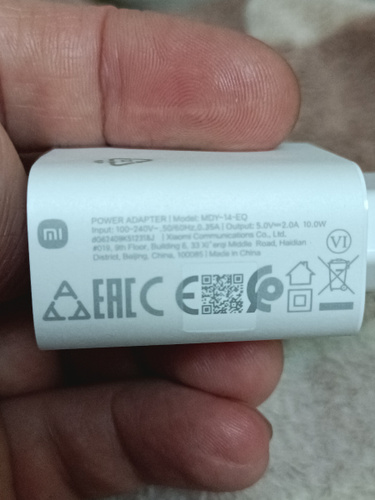 mi
POWER ADAPTER | Model: MDY-14-EQ
Input: 100-240V~,50/60Hz,0.35A | Output: 5.0V⎓2.0A 10.0W
Xiaomi Communications Co., Ltd.
#019, 9th Floor, Building 6, 33 Xi'erqi Middle Road, Haidian
District, Beijing, China, 100085 | Made in China
VI
EAC CE